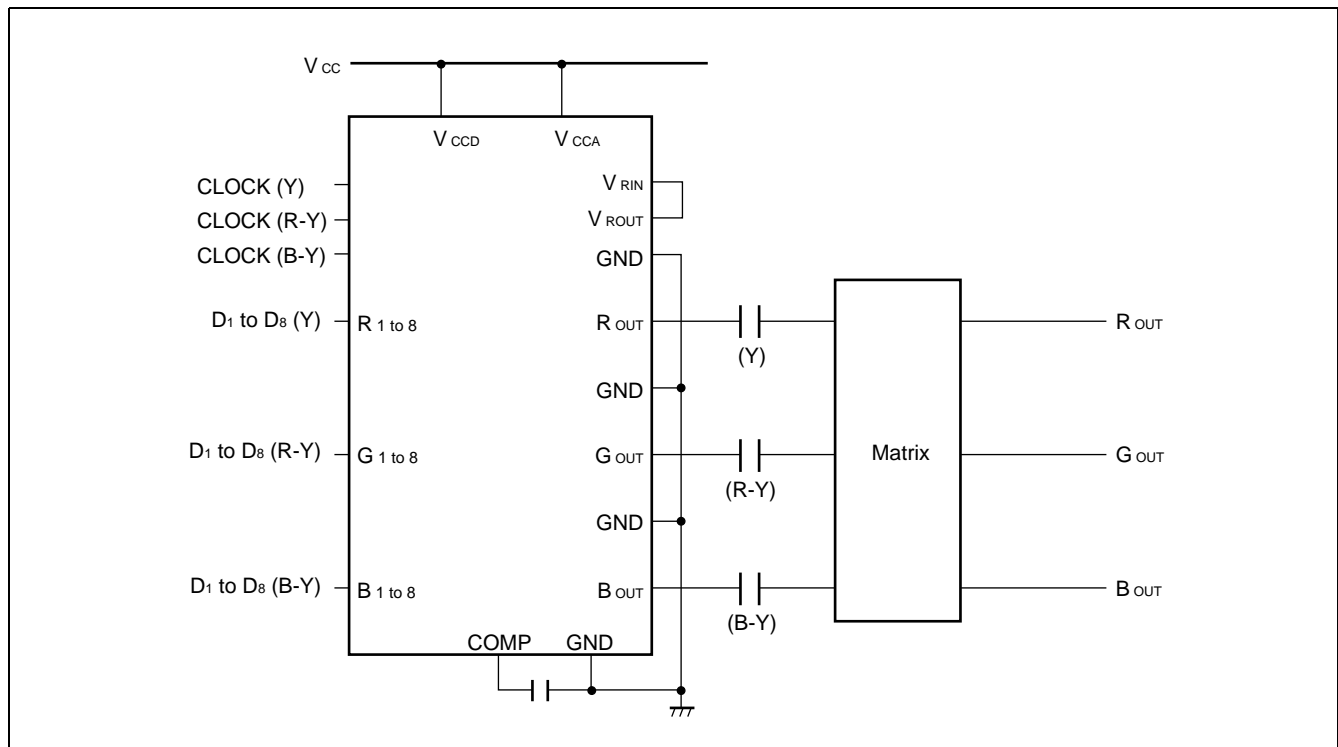 V CC
V CCD
V CCA
CLOCK (Y)
V RIN
CLOCK (R-Y)
V ROUT
CLOCK (B-Y)
GND
D1 to D8 (Y)
R 1 to 8
R OUT
(Y)
R OUT
GND
D1 to D8 (R-Y)
G 1 to 8
G OUT
(R-Y)
Matrix
G OUT
GND
D1 to D8 (B-Y)
B 1 to 8
B OUT
(B-Y)
B OUT
COMP
GND